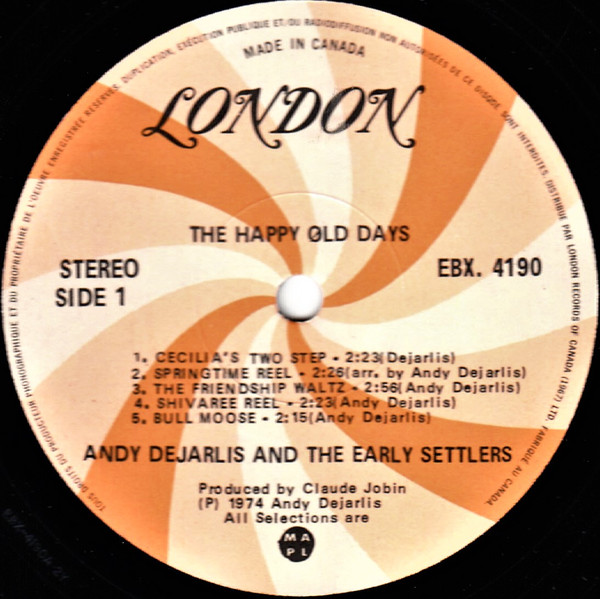 TOUS DROITS DU PRODUCTEUR PHONOGRAPHIQUE ET DU PROPRIÉTAIRE DE L'OEUVRE ENREGISTRÉE RESERVES. DUPLICATION, EXÉCUTION PUBLIQUE ET/OU RADIODIFFUSION NON AUTORISÉES DE CE DISQUE SONT INTERDITES. DISTRIBUE PAR LONDON RECORDS OF CANADA (1967) LTD. FABRIQUE AU CANADA.
MADE IN CANADA
LONDON
THE HAPPY OLD DAYS
STEREO
SIDE 1
EBX. 4190
1. CECILIA'S TWO STEP - 2:23(Dejarlis)
2. SPRINGTIME REEL - 2:26(arr. by Andy Dejarlis)
3. THE FRIENDSHIP WALTZ - 2:56(Andy Dejarlis)
4. SHIVAREE REEL - 2:23(Andy Dejarlis)
5. BULL MOOSE - 2:15(Andy Dejarlis)
ANDY DEJARLIS AND THE EARLY SETTLERS
Produced by Claude Jobin
(P) 1974 Andy Dejarlis
All Selections are
M A
P L